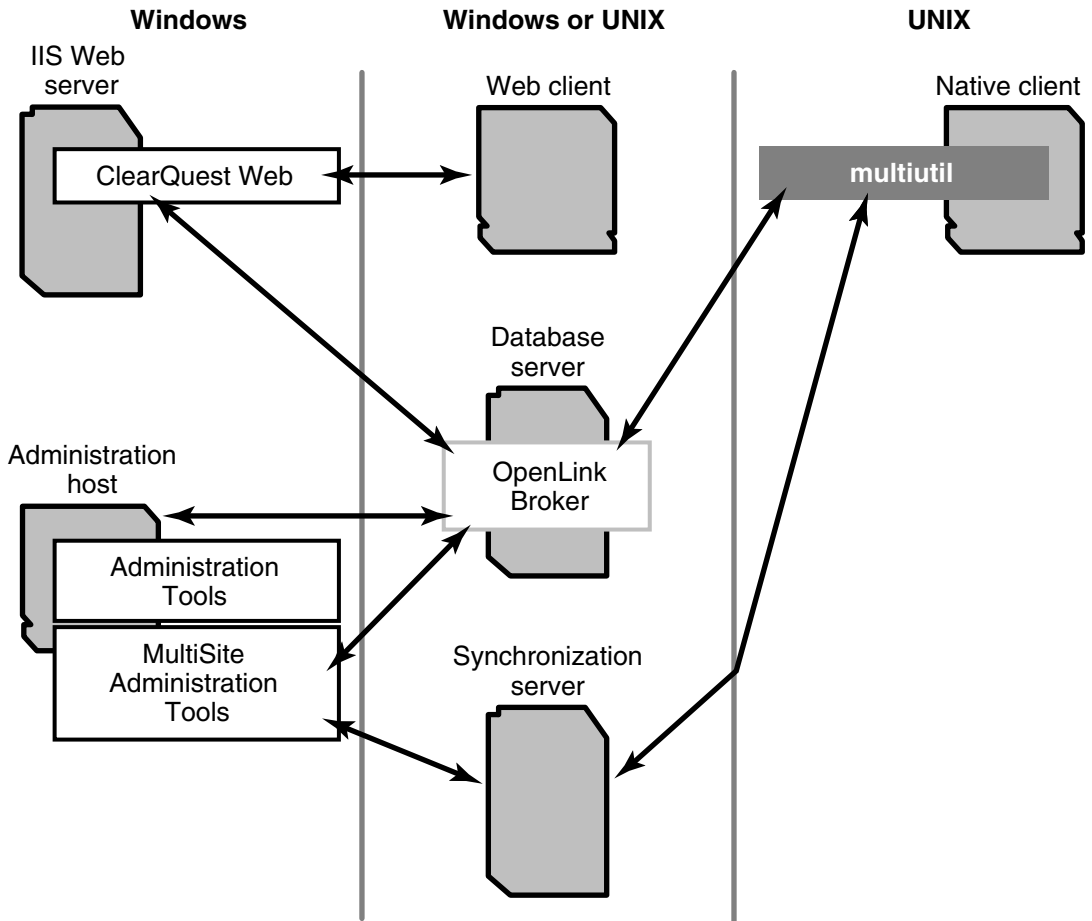 Windows
Windows or UNIX
UNIX
IIS Web
server
Web client
Native client
ClearQuest Web
multiutil
Database
server
OpenLink
Broker
Administration
host
Administration
Tools
MultiSite
Administration
Tools
Synchronization
server